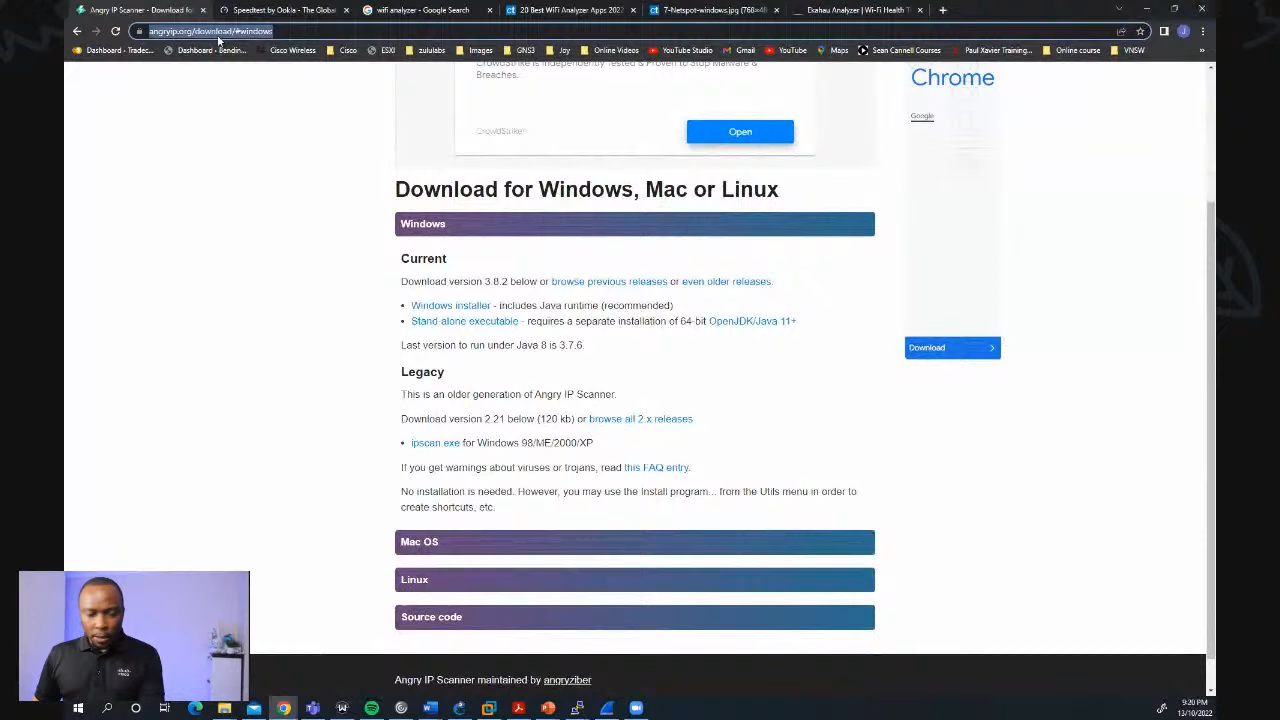 Angry IP Scanner - Download for
Speedtest by Ookla - The Global
wifi analyzer - Google Search
20 Best WiFi Analyzer Apps 2022
7-Netspot-windows.jpg (768×48
Ekahau Analyzer | Wi-Fi Health T
angryip.org/download/#windows
Dashboard - Tradec...
Dashboard - Bendin...
Cisco Wireless
Cisco
ESXI
zululabs
Images
GNS3
Joy
Online Videos
YouTube Studio
Gmail
YouTube
Maps
Sean Cannell Courses
Paul Xavier Training...
Online course
VNSW
CrowdStrike is Independently Tested & Proven to Stop Malware &
Breaches.
CrowdStrike®
Open
Chrome
Google
Download
Download for Windows, Mac or Linux
Windows
Current
Download version 3.8.2 below or browse previous releases or even older releases.
• Windows installer - includes Java runtime (recommended)
• Stand-alone executable - requires a separate installation of 64-bit OpenJDK/Java 11+
Last version to run under Java 8 is 3.7.6.
Legacy
This is an older generation of Angry IP Scanner.
Download version 2.21 below (120 kb) or browse all 2.x releases
• ipscan.exe for Windows 98/ME/2000/XP
If you get warnings about viruses or trojans, read this FAQ entry.
No installation is needed. However, you may use the Install program... from the Utils menu in order to
create shortcuts, etc.
Mac OS
Linux
Source code
Angry IP Scanner maintained by angryziber
9:20 PM
13/10/2022